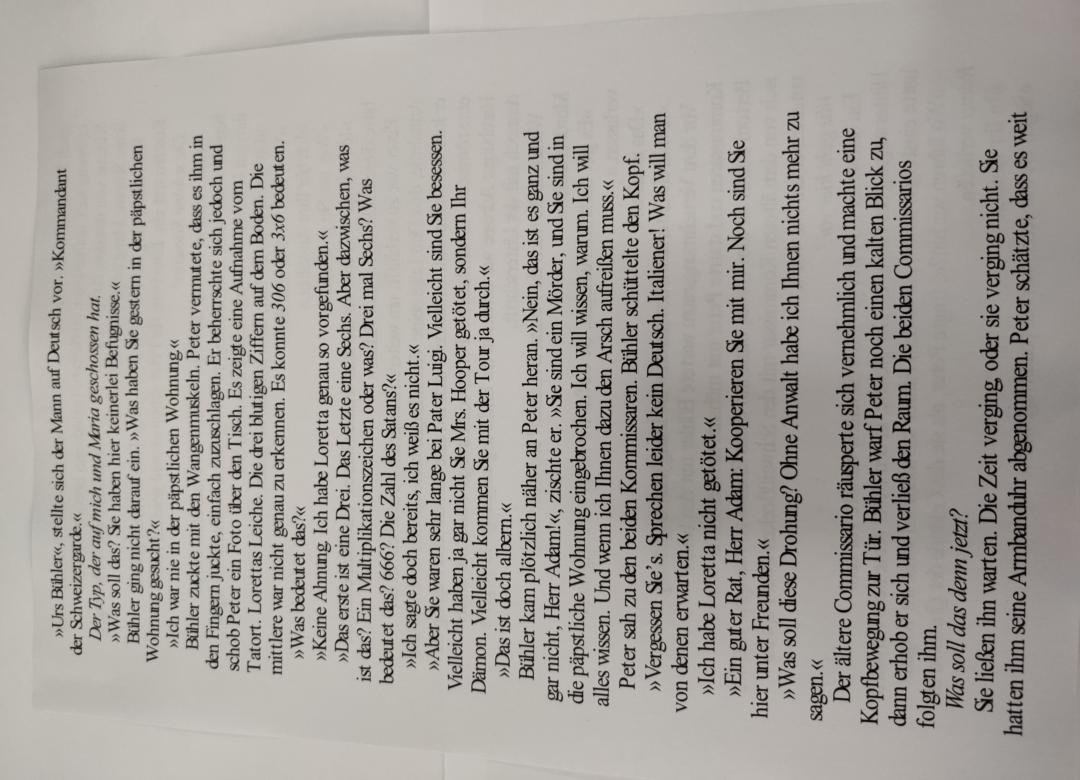 »Urs Bühler«, stellte sich der Mann auf Deutsch vor. »Kommandant
der Schweizergarde.«
Der Typ, der auf mich und Maria geschossen hat.
»Was soll das? Sie haben hier keinerlei Befugnisse.«
Bühler ging nicht darauf ein. »Was haben Sie gestern in der päpstlichen
Wohnung gesucht?«
»Ich war nie in der päpstlichen Wohnung.«
Bühler zuckte mit den Wangenmuskeln. Peter vermutete, dass es ihm in
den Fingern juckte, einfach zuzuschlagen. Er beherrschte sich jedoch und
schob Peter ein Foto über den Tisch. Es zeigte eine Aufnahme vom
Tatort. Lorettas Leiche. Die drei blutigen Ziffern auf dem Boden. Die
mittlere war nicht genau zu erkennen. Es konnte 306 oder 3x6 bedeuten.
»Was bedeutet das?«
»Keine Ahnung. Ich habe Loretta genau so vorgefunden.«
»Das erste ist eine Drei. Das Letzte eine Sechs. Aber dazwischen, was
ist das? Ein Multiplikationszeichen oder was? Drei mal Sechs? Was
bedeutet das? 666? Die Zahl des Satans?«
»Ich sagte doch bereits, ich weiß es nicht.«
»Aber Sie waren sehr lange bei Pater Luigi. Vielleicht sind Sie besessen.
Vielleicht haben ja gar nicht Sie Mrs. Hooper getötet, sondern Ihr
Dämon. Vielleicht kommen Sie mit der Tour ja durch.«
»Das ist doch albern.«
Bühler kam plötzlich näher an Peter heran. »Nein, das ist es ganz und
gar nicht, Herr Adam!«, zischte er. »Sie sind ein Mörder, und Sie sind in
die päpstliche Wohnung eingebrochen. Ich will wissen, warum. Ich will
alles wissen. Und wenn ich Ihnen dazu den Arsch aufreißen muss.«
Peter sah zu den beiden Kommissaren. Bühler schüttelte den Kopf.
»Vergessen Sie's. Sprechen leider kein Deutsch. Italiener! Was will man
von denen erwarten.«
»Ich habe Loretta nicht getötet.«
»Ein guter Rat, Herr Adam: Kooperieren Sie mit mir. Noch sind Sie
hier unter Freunden.«
»Was soll diese Drohung? Ohne Anwalt habe ich Ihnen nichts mehr zu
sagen.«
Der ältere Commissario räusperte sich vernehmlich und machte eine
Kopfbewegung zur Tür. Bühler warf Peter noch einen kalten Blick zu,
dann erhob er sich und verließ den Raum. Die beiden Commissarios
folgten ihm.
Was soll das denn jetzt?
Sie ließen ihn warten. Die Zeit verging, oder sie verging nicht. Sie
hatten ihm seine Armbanduhr abgenommen. Peter schätzte, dass es weit